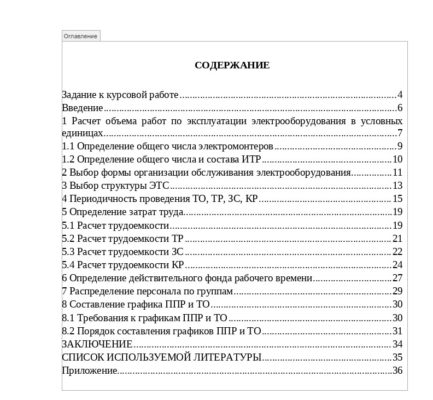 Оглавление
СОДЕРЖАНИЕ
Задание к курсовой работе....................4
Введение....................6
1 Расчет объема работ по эксплуатации электрооборудования в условных
единицах....................7
1.1 Определение общего числа электромонтеров....................9
1.2 Определение общего числа и состава ИТР....................10
2 Выбор формы организации обслуживания электрооборудования....................11
3 Выбор структуры ЭТС....................13
4 Периодичность проведения ТО, ТР, ЗС, КР....................15
5 Определение затрат труда....................19
5.1 Расчет трудоемкости....................19
5.2 Расчет трудоемкости ТР....................21
5.3 Расчет трудоемкости ЗС....................22
5.4 Расчет трудоемкости КР....................24
6 Определение действительного фонда рабочего времени....................27
7 Распределение персонала по группам....................29
8 Составление графика ППР и ТО....................30
8.1 Требования к графикам ППР и ТО....................30
8.2 Порядок составления графиков ППР и ТО....................31
ЗАКЛЮЧЕНИЕ....................34
СПИСОК ИСПОЛЬЗУЕМОЙ ЛИТЕРАТУРЫ....................35
Приложение....................36